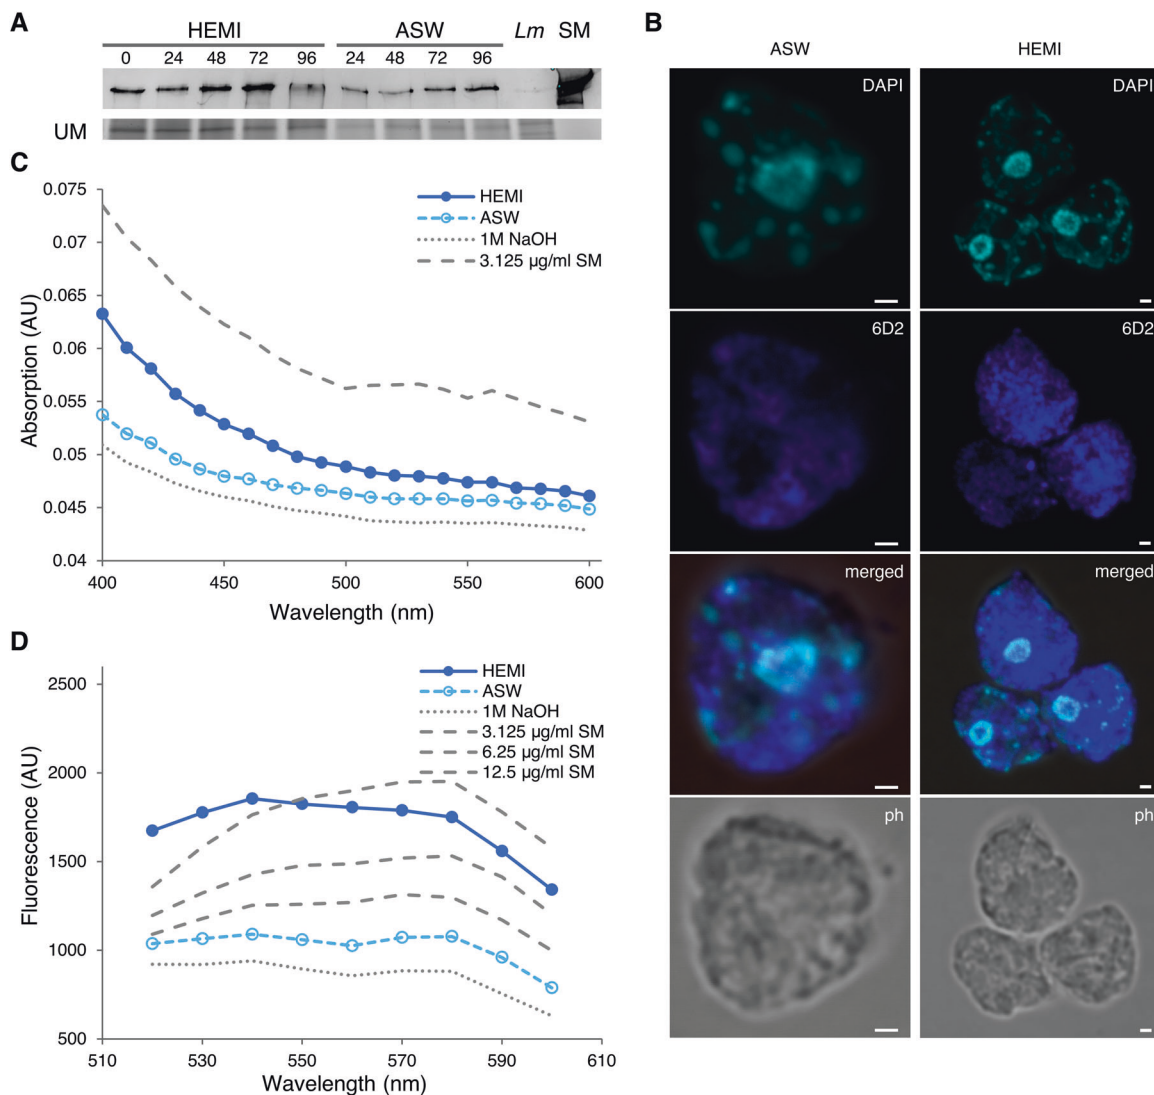 A
HEMI ASW Lm SM
0 24 48 72 96 24 48 72 96
UM
B
ASW HEMI
DAPI DAPI
6D2 6D2
merged merged
ph ph
C
0.075
0.07
0.065
0.06
0.055
0.05
0.045
0.04
Absorption (AU)
HEMI
ASW
1M NaOH
3.125 µg/ml SM
400 450 500 550 600
Wavelength (nm)
D
2500
2000
1500
1000
500
Fluorescence (AU)
HEMI
ASW
1M NaOH
3.125 µg/ml SM
6.25 µg/ml SM
12.5 µg/ml SM
510 530 550 570 590 610
Wavelength (nm)